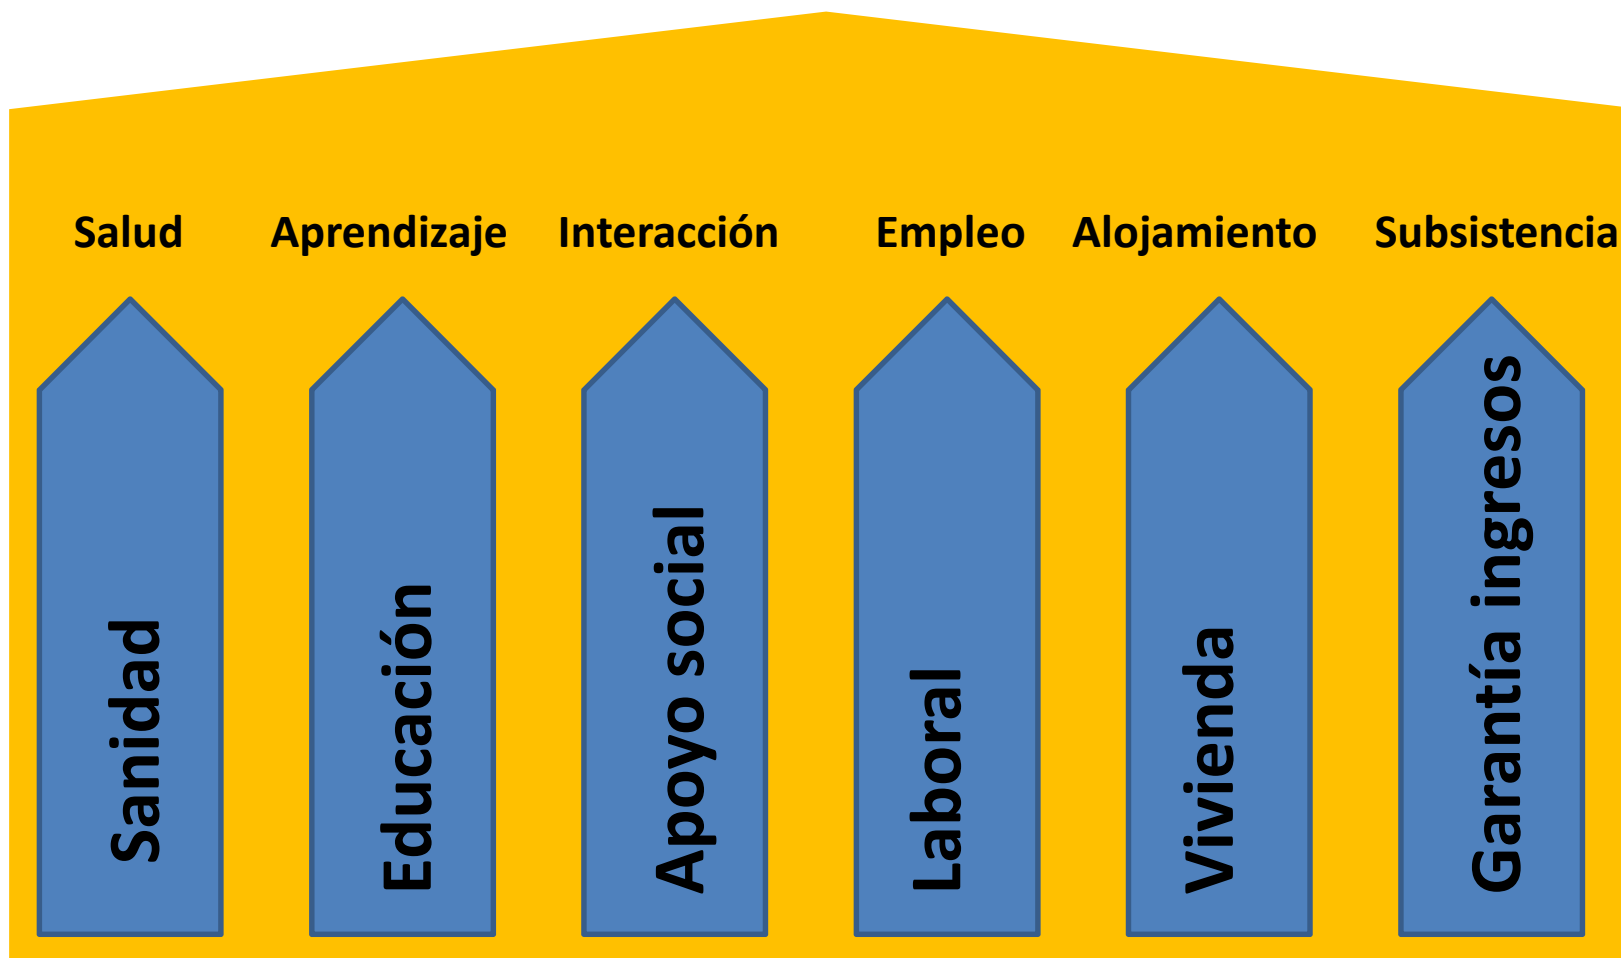 Salud
Aprendizaje
Interacción
Empleo
Alojamiento
Subsistencia
Sanidad
Educación
Apoyo social
Laboral
Vivienda
Garantía ingresos